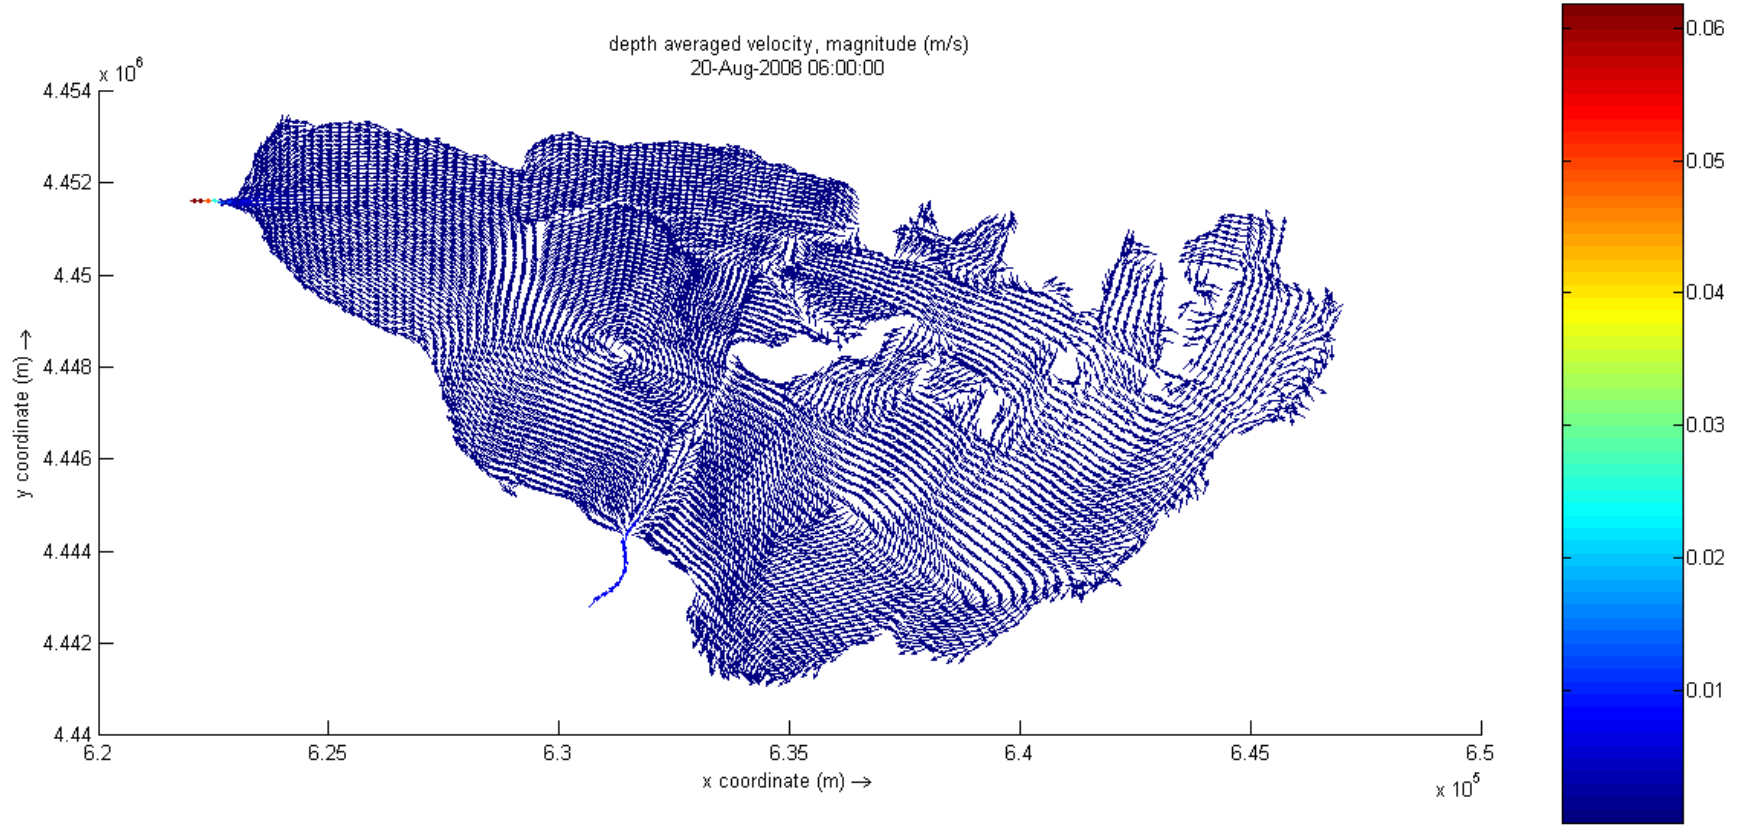 depth averaged velocity, magnitude (m/s)
20-Aug-2008 06:00:00
x 10^6
4.454
4.452
4.45
4.448
4.446
4.444
4.442
4.44
y coordinate (m) →
6.2 6.25 6.3 6.35 6.4 6.45 6.5
x coordinate (m) →
x 10^5
0.06
0.05
0.04
0.03
0.02
0.01